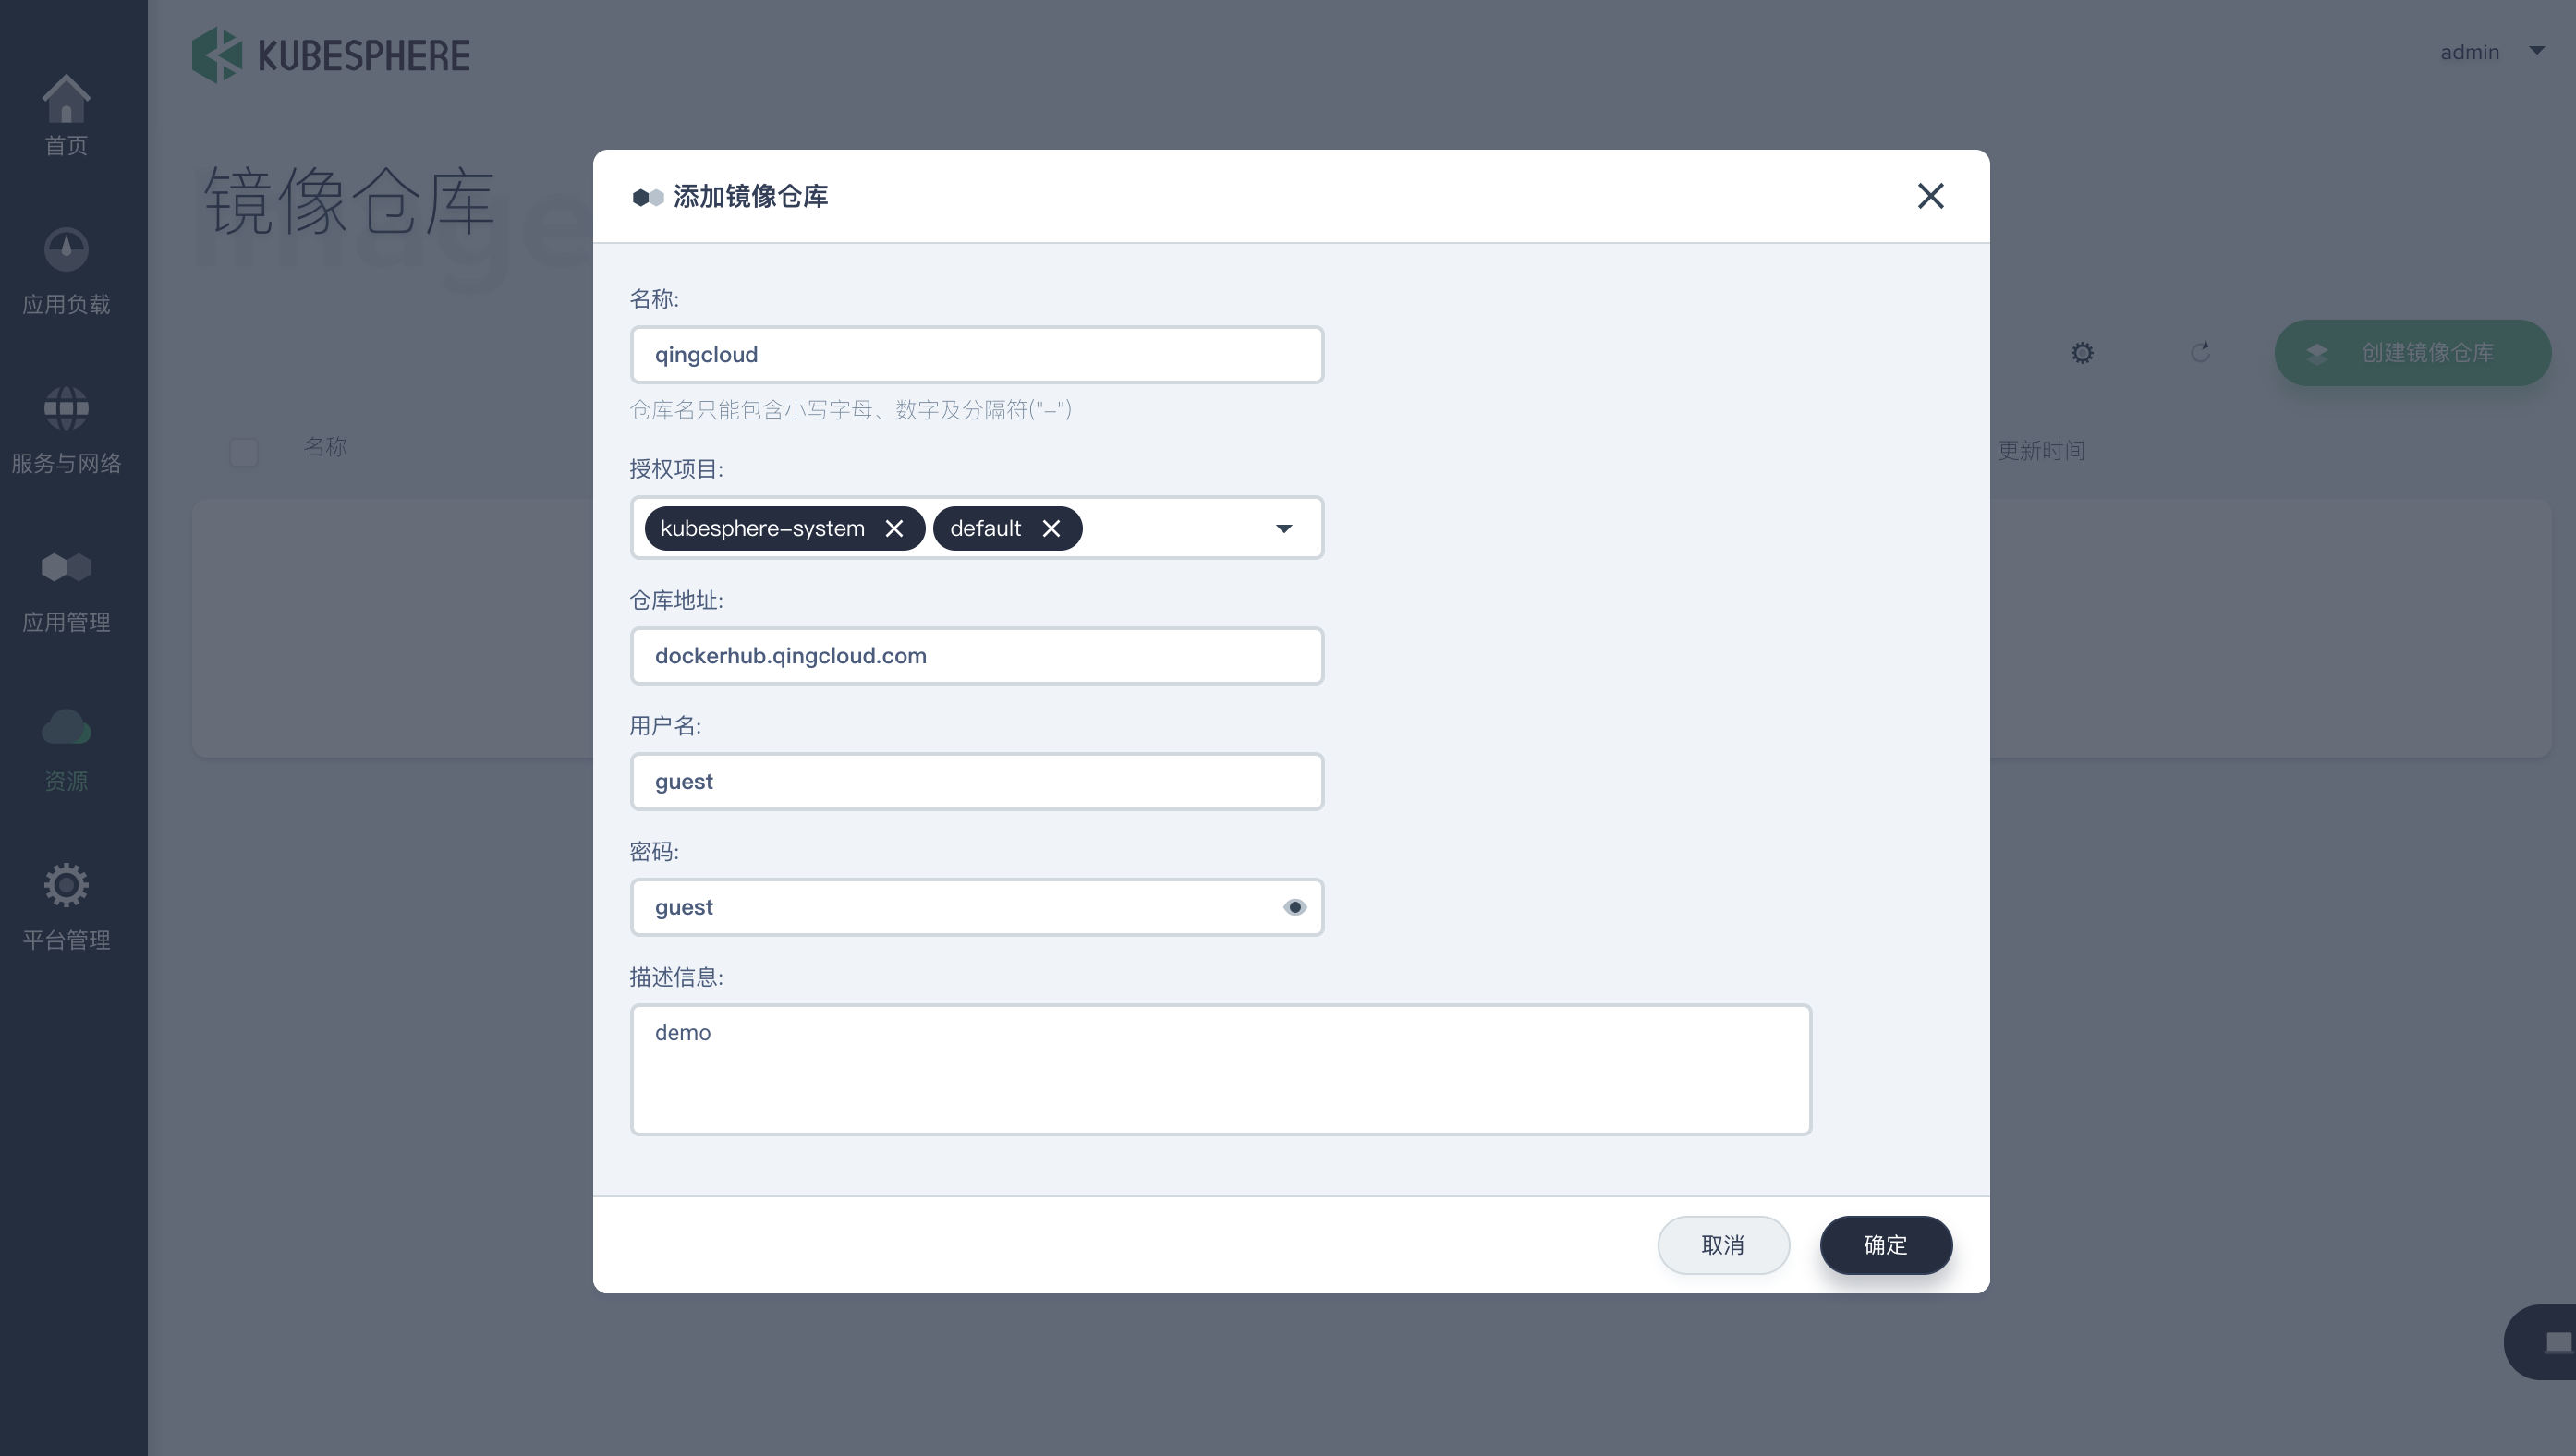 KUBESPHERE
admin
首页
镜像仓库
image
应用负载
服务与网络
应用管理
资源
平台管理
创建镜像仓库
名称
更新时间
添加镜像仓库
名称:
qingcloud
仓库名只能包含小写字母、数字及分隔符("-")
授权项目:
kubesphere-system
default
仓库地址:
dockerhub.qingcloud.com
用户名:
guest
密码:
guest
描述信息:
demo
取消
确定